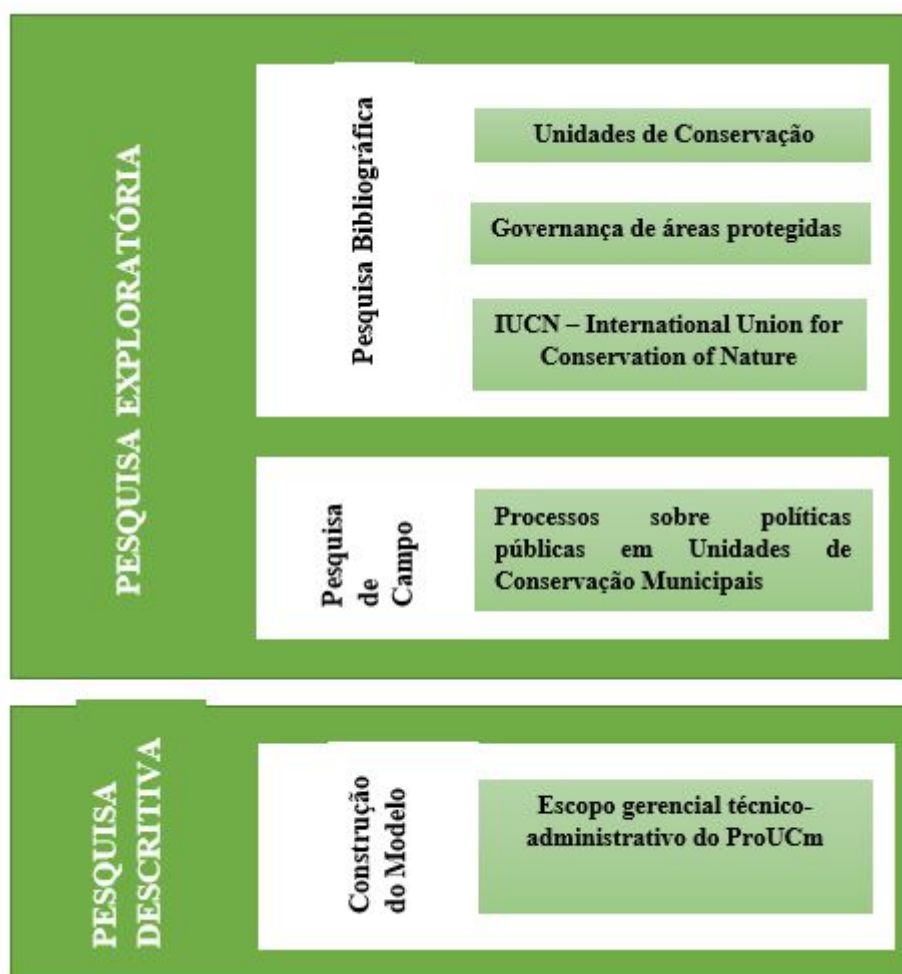 PESQUISA EXPLORATÓRIA
Pesquisa Bibliográfica
Unidades de Conservação
Governança de áreas protegidas
IUCN – International Union for
Conservation of Nature
Pesquisa
de
Campo
Processos sobre políticas
públicas em Unidades de
Conservação Municipais
PESQUISA
DESCRITIVA
Construção
do Modelo
Escopo gerencial técnico-
administrativo do ProUCm